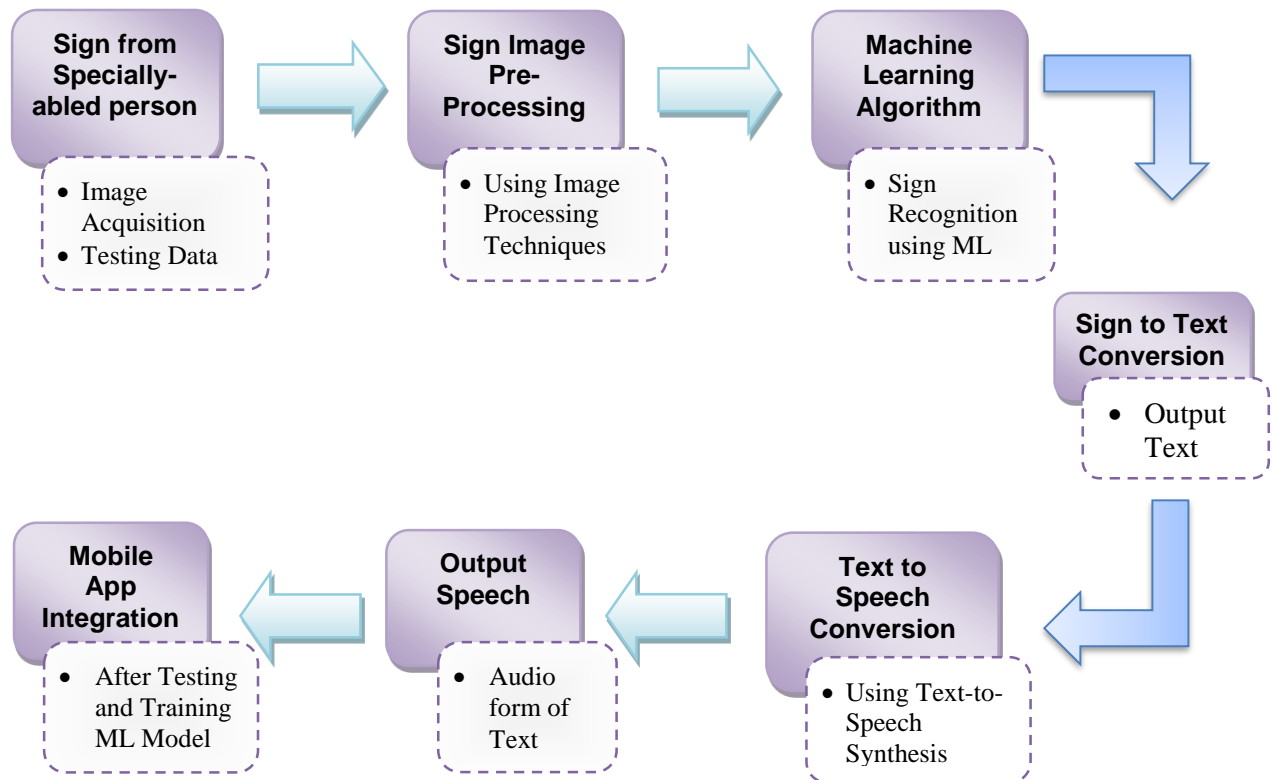 Sign from
Specially-
abled person
• Image
Acquisition
• Testing Data
Sign Image
Pre-
Processing
• Using Image
Processing
Techniques
Machine
Learning
Algorithm
• Sign
Recognition
using ML
Sign to Text
Conversion
• Output
Text
Text to
Speech
Conversion
• Using Text-to-
Speech
Synthesis
Output
Speech
• Audio
form of
Text
Mobile
App
Integration
• After Testing
and Training
ML Model